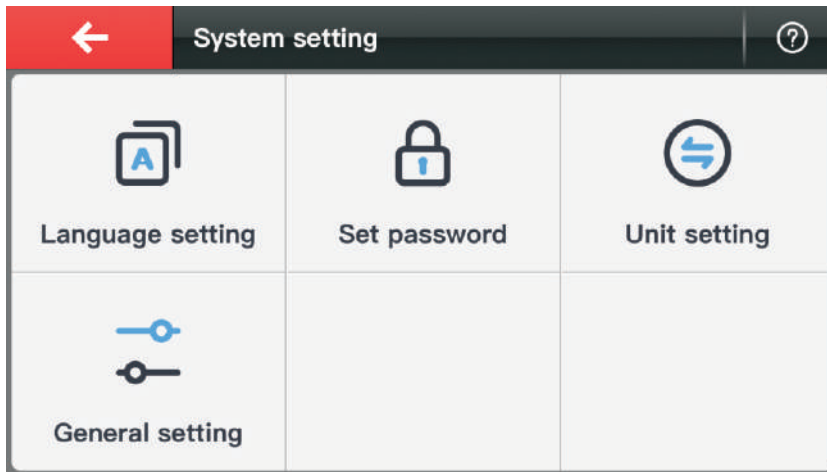 System setting
A
Language setting
Set password
Unit setting
General setting